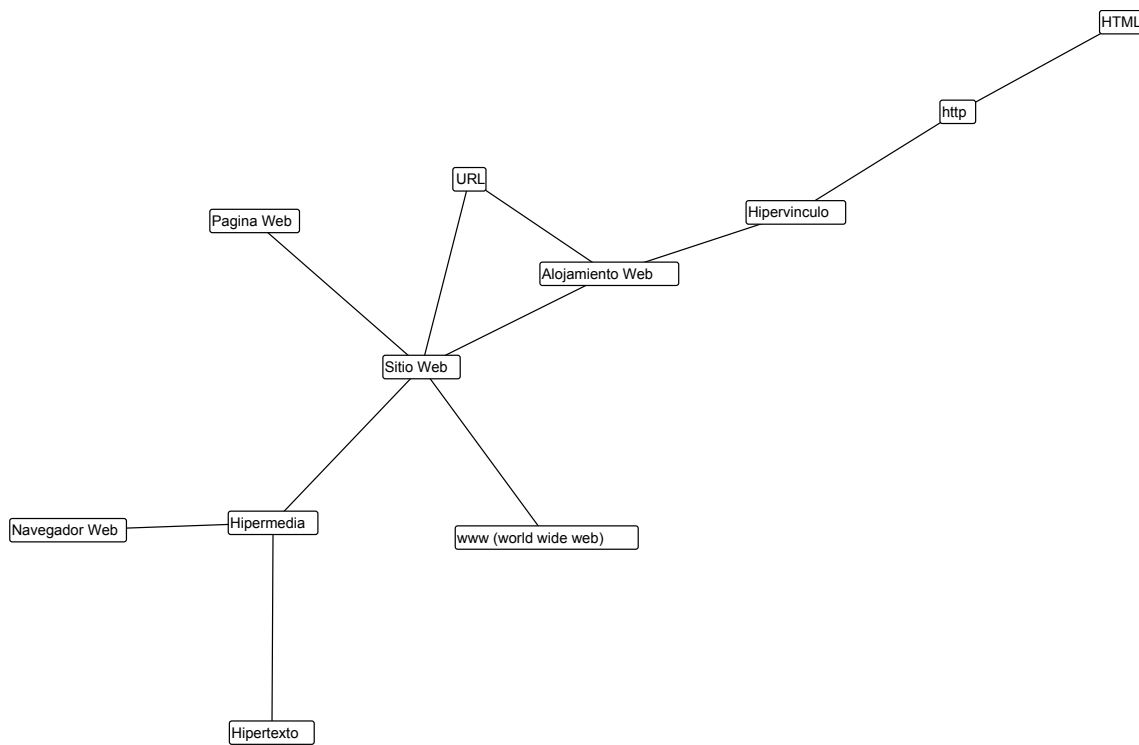 HTML
http
URL
Hipervinculo
Pagina Web
Alojamiento Web
Sitio Web
Hipermedia
Navegador Web
www (world wide web)
Hipertexto